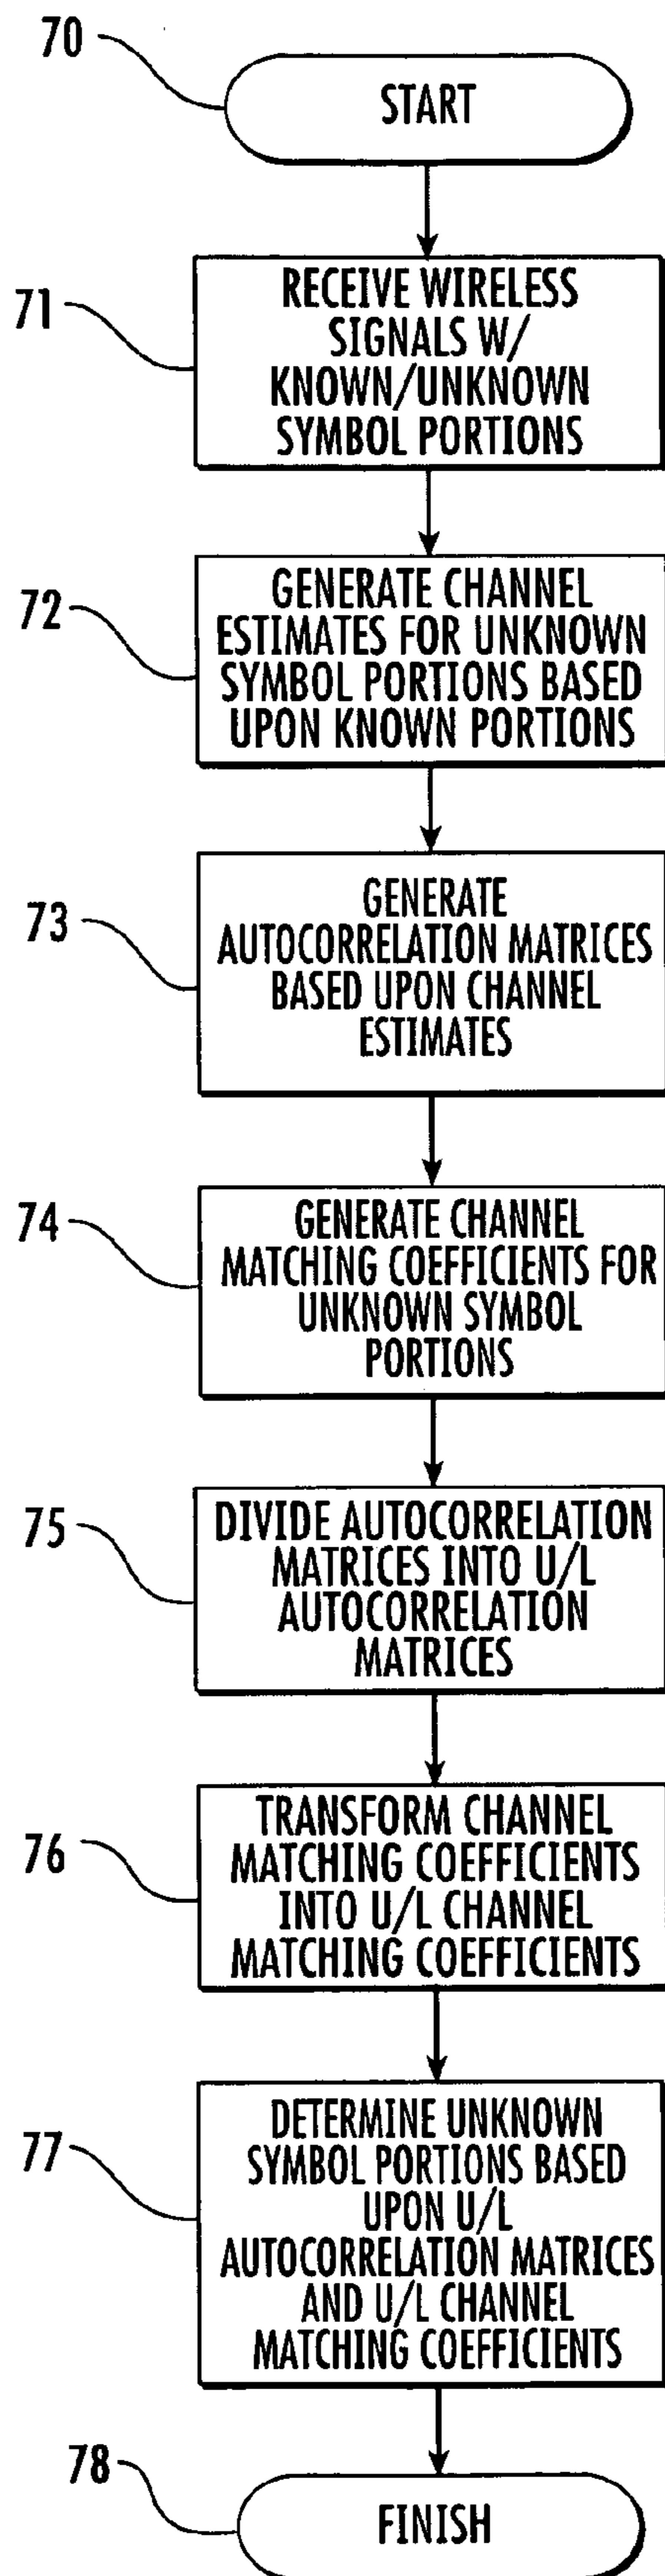 70
START
71
RECEIVE WIRELESS
SIGNALS W/
KNOWN/UNKNOWN
SYMBOL PORTIONS
72
GENERATE CHANNEL
ESTIMATES FOR UNKNOWN
SYMBOL PORTIONS BASED
UPON KNOWN PORTIONS
73
GENERATE
AUTOCORRELATION MATRICES
BASED UPON CHANNEL
ESTIMATES
74
GENERATE CHANNEL
MATCHING COEFFICIENTS FOR
UNKNOWN SYMBOL
PORTIONS
75
DIVIDE AUTOCORRELATION
MATRICES INTO U/L
AUTOCORRELATION
MATRICES
76
TRANSFORM CHANNEL
MATCHING COEFFICIENTS
INTO U/L CHANNEL
MATCHING COEFFICIENTS
77
DETERMINE UNKNOWN
SYMBOL PORTIONS BASED
UPON U/L
AUTOCORRELATION MATRICES
AND U/L CHANNEL
MATCHING COEFFICIENTS
78
FINISH